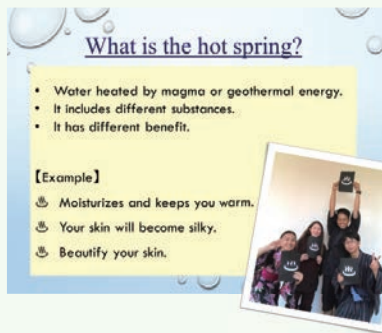 What is the hot spring?
• Water heated by magma or geothermal energy.
• It includes different substances.
• It has different benefit.
【Example】
♨ Moisturizes and keeps you warm.
♨ Your skin will become silky.
♨ Beautify your skin.